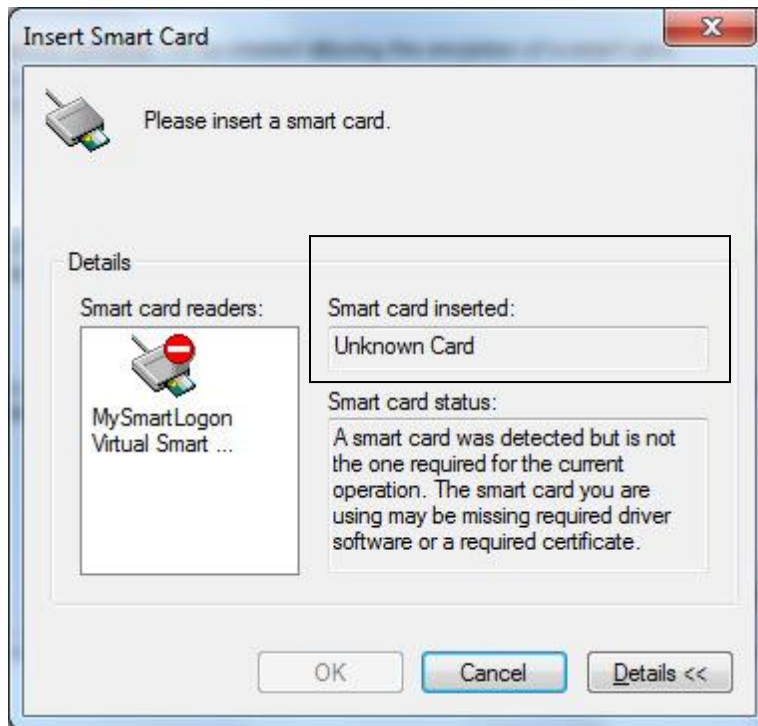 Insert Smart Card
Please insert a smart card.
Details
Smart card readers:
MySmartLogon
Virtual Smart ...
Smart card inserted:
Unknown Card
Smart card status:
A smart card was detected but is not
the one required for the current
operation. The smart card you are
using may be missing required driver
software or a required certificate.
OK
Cancel
Details <<